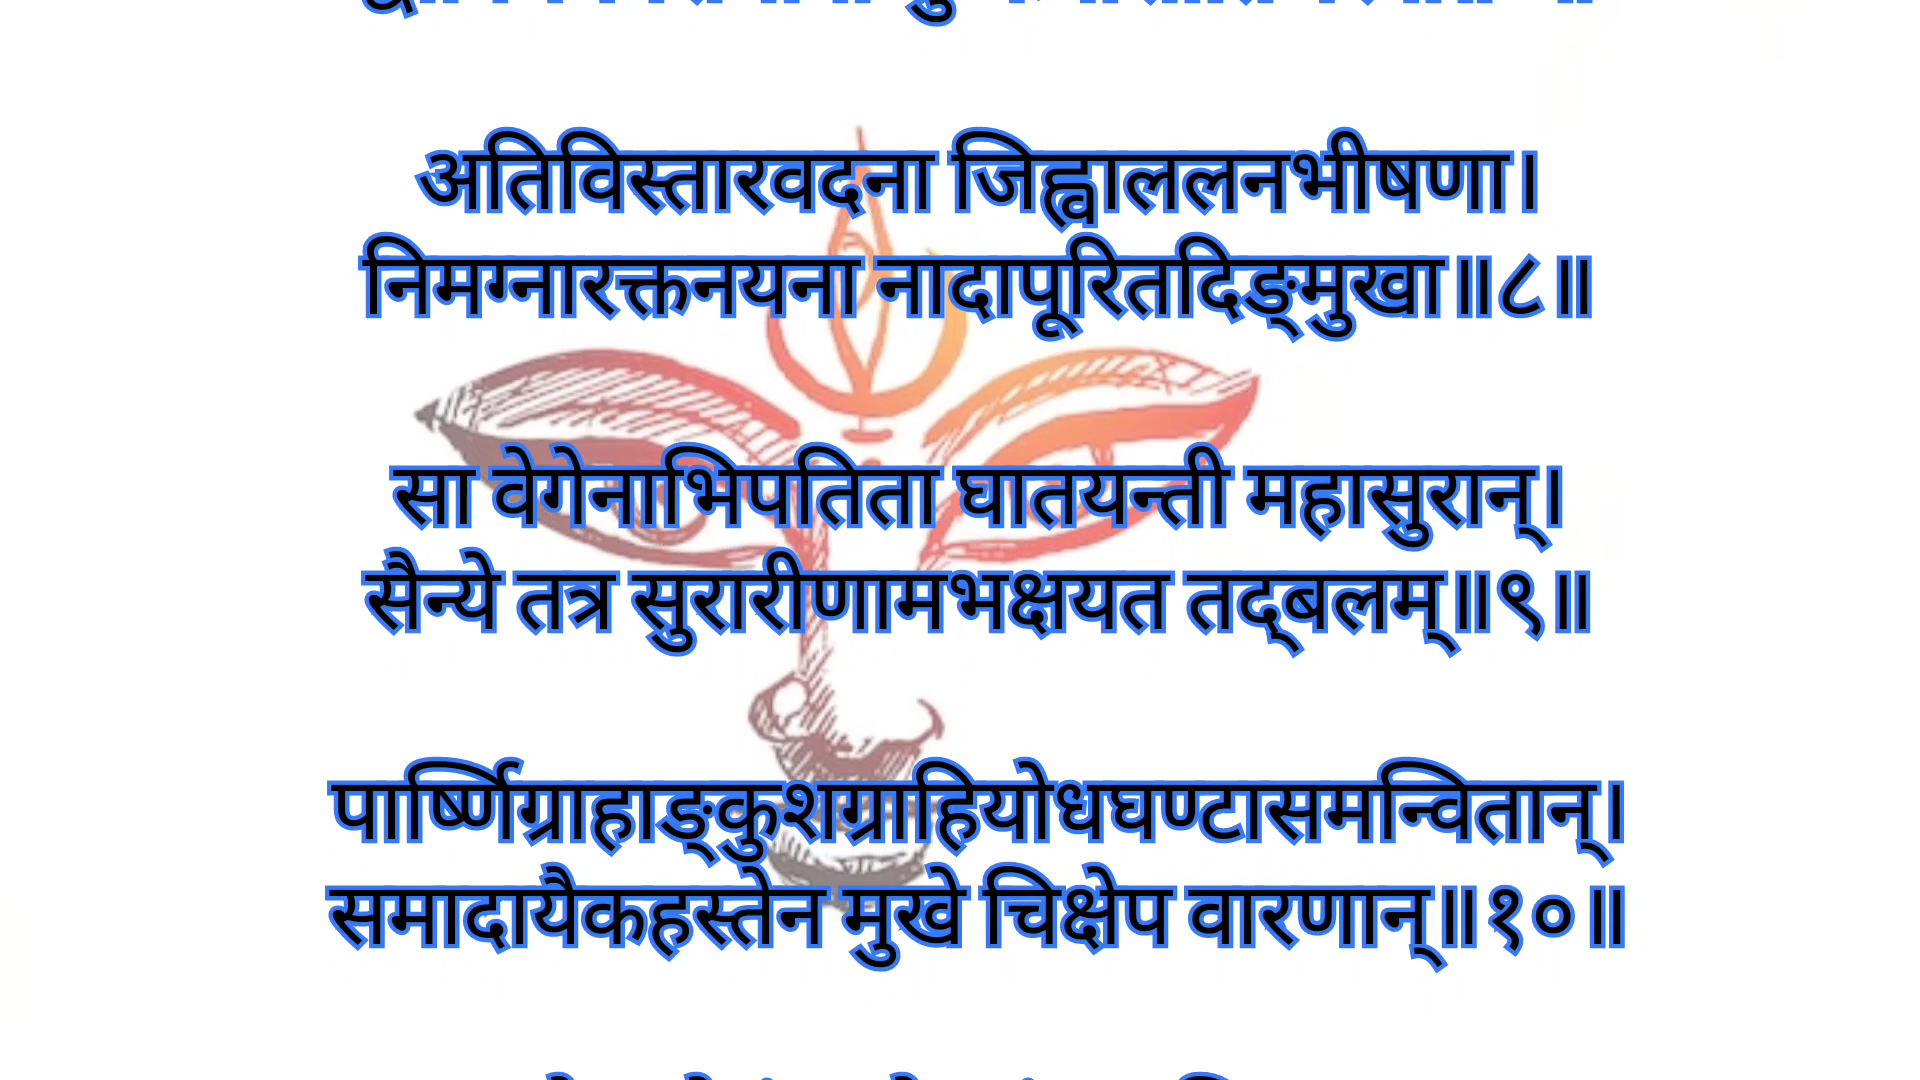 अतिविस्तारवदना जिह्वाललनभीषणा।
निमग्नारक्तनयना नादापूरितदिङ्मुखा॥८॥
सा वेगेनाभिपतिता घातयन्ती महासुरान्।
सैन्ये तत्र सुरारीणामभक्षयत तद्बलम्॥९॥
पार्ष्णिग्राहाङ्कुशग्राहियोधघण्टासमन्वितान्।
समादायैकहस्तेन मुखे चिक्षेप वारणान्॥१०॥